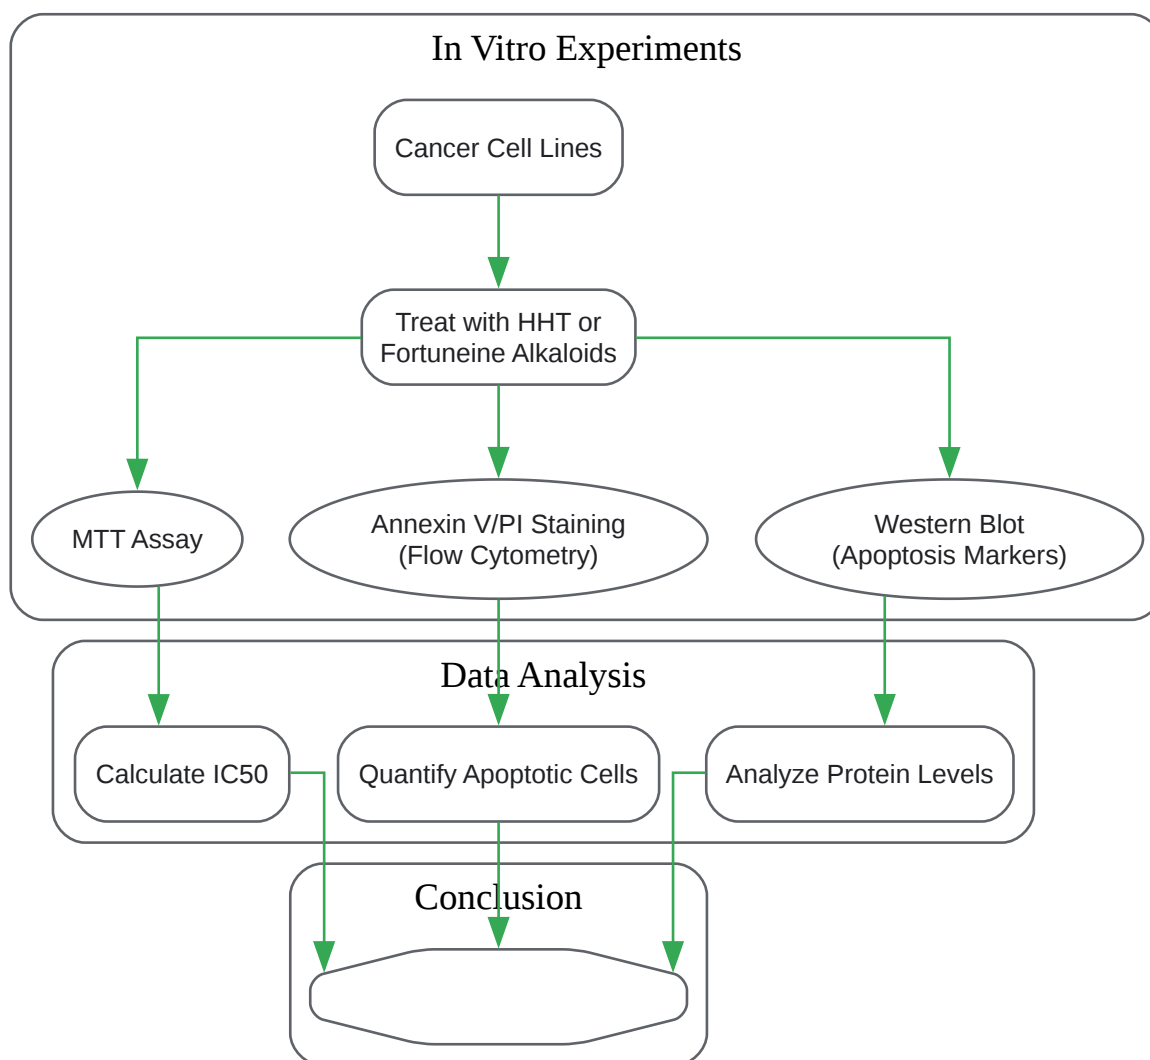 In Vitro Experiments
Cancer Cell Lines
Treat with HHT or
Fortuneine Alkaloids
MTT Assay
Annexin V/PI Staining
(Flow Cytometry)
Western Blot
(Apoptosis Markers)
Data Analysis
Calculate IC50
Quantify Apoptotic Cells
Analyze Protein Levels
Conclusion